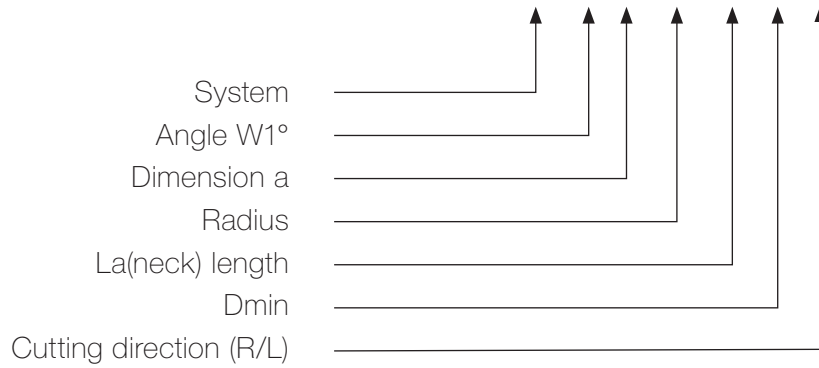 System
Angle W1°
Dimension a
Radius
La(neck) length
Dmin
Cutting direction (R/L)